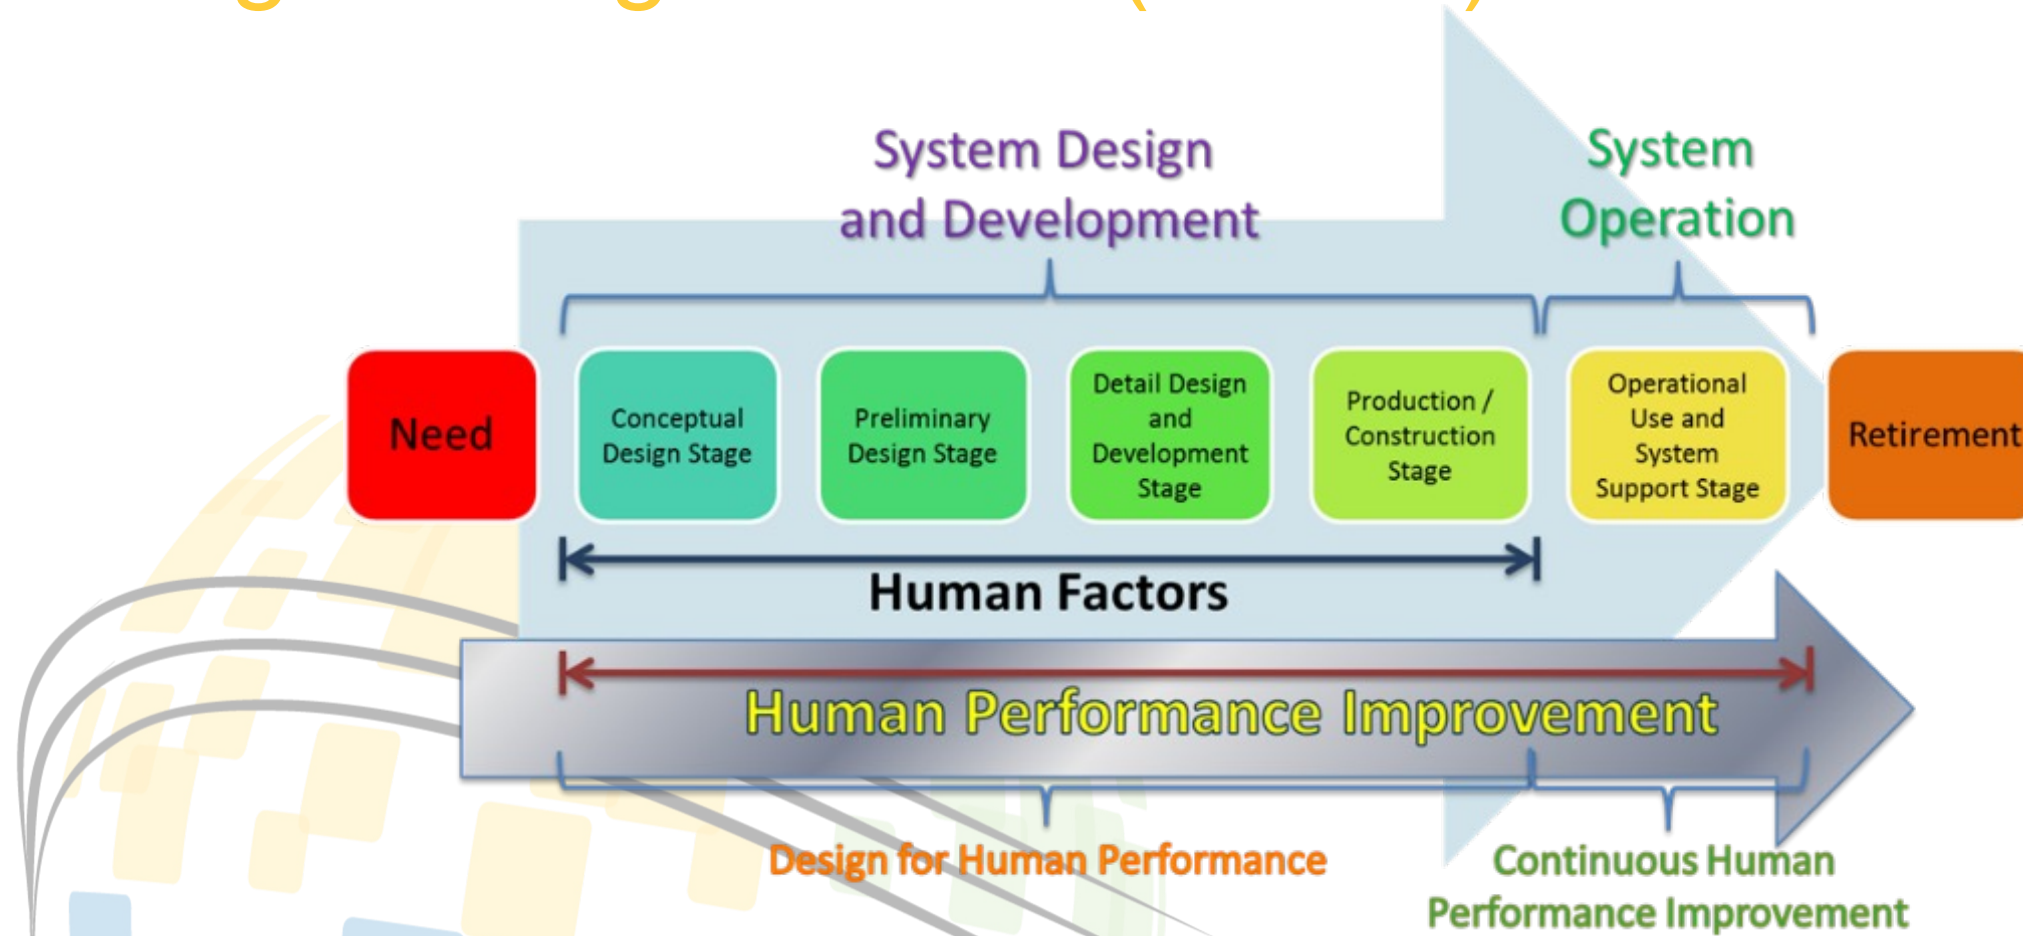 System Design
and Development
System
Operation
Need
Conceptual
Design Stage
Preliminary
Design Stage
Detail Design
and
Development
Stage
Production /
Construction
Stage
Operational
Use and
System
Support Stage
Retirement
Human Factors
Human Performance Improvement
Design for Human Performance
Continuous Human
Performance Improvement